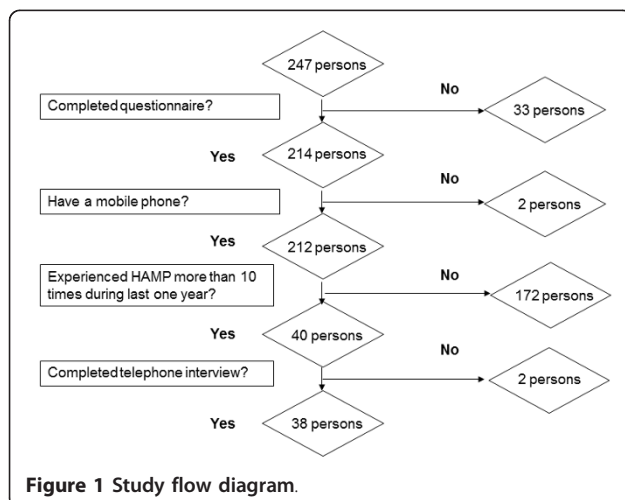 247 persons
No
Completed questionnaire?
33 persons
Yes
214 persons
No
Have a mobile phone?
2 persons
Yes
212 persons
No
Experienced HAMP more than 10
times during last one year?
172 persons
Yes
40 persons
No
Completed telephone interview?
2 persons
Yes
38 persons
Figure 1 Study flow diagram.